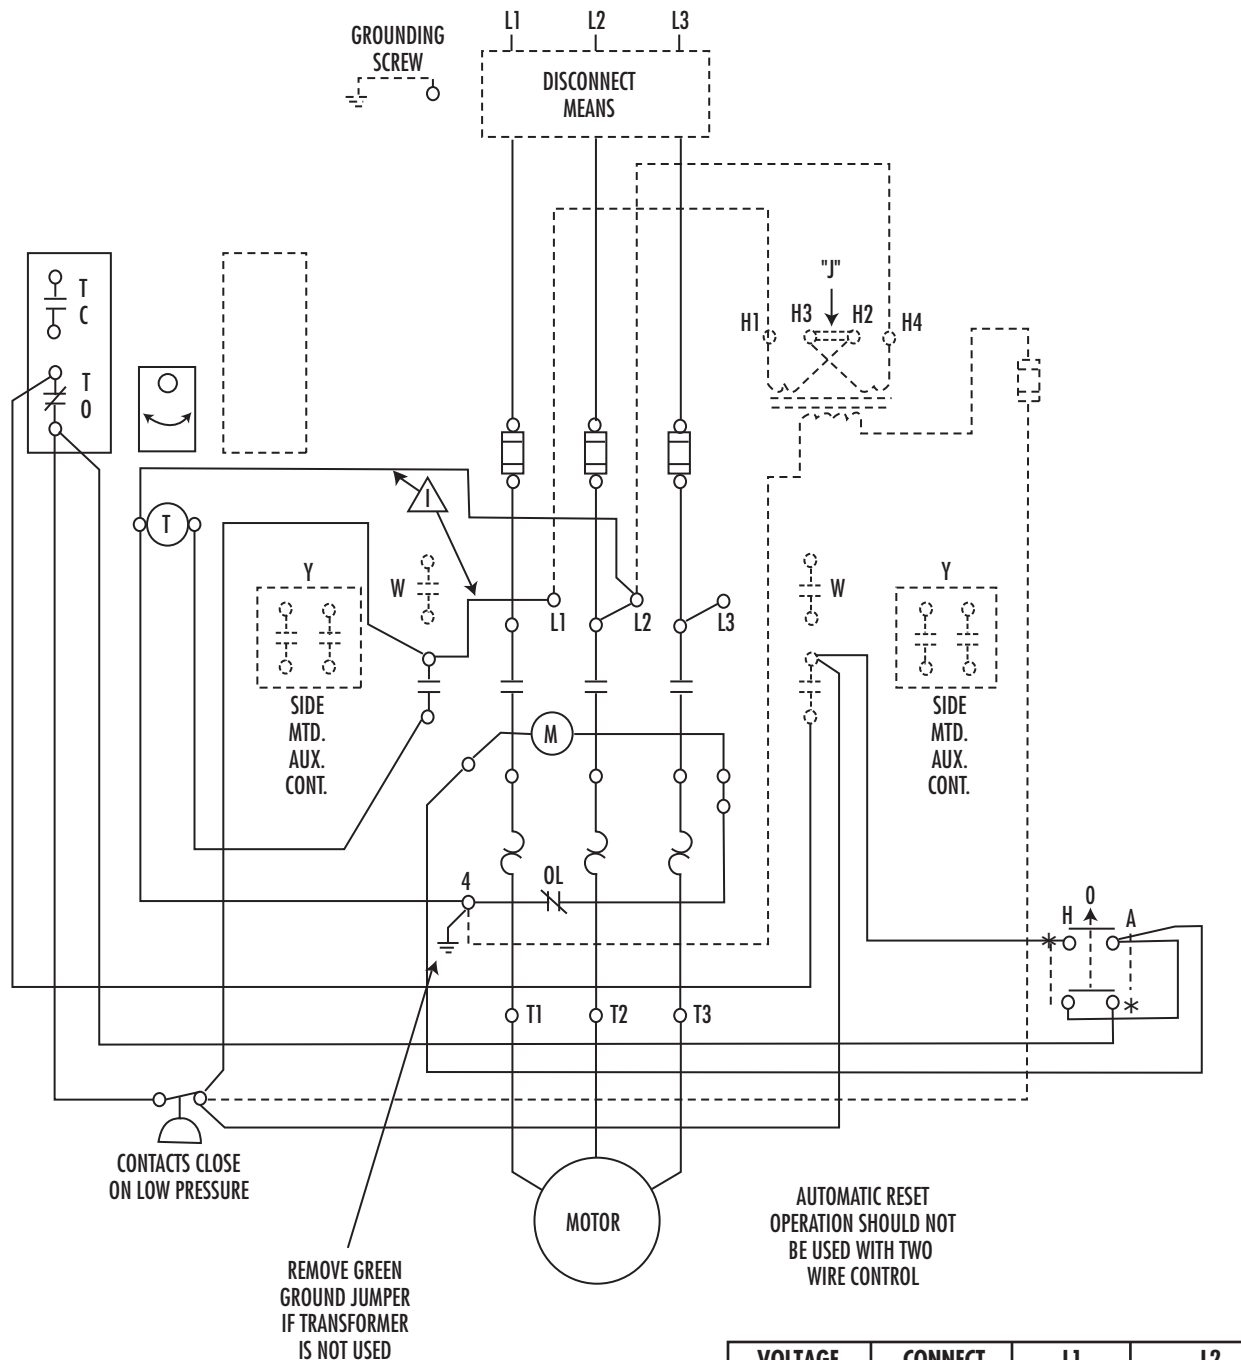 L1 L2 L3
GROUNDING
SCREW
DISCONNECT
MEANS
"J"
H1 H3 H2 H4
T
C
T
O
T
I
Y
W
L1 L2 L3
W
Y
SIDE
MTD.
AUX.
CONT.
SIDE
MTD.
AUX.
CONT.
M
4
OL
H O A
* *
T1 T2 T3
CONTACTS CLOSE
ON LOW PRESSURE
MOTOR
AUTOMATIC RESET
OPERATION SHOULD NOT
BE USED WITH TWO
WIRE CONTROL
REMOVE GREEN
GROUND JUMPER
IF TRANSFORMER
IS NOT USED
VOLTAGE CONNECT L1 L2